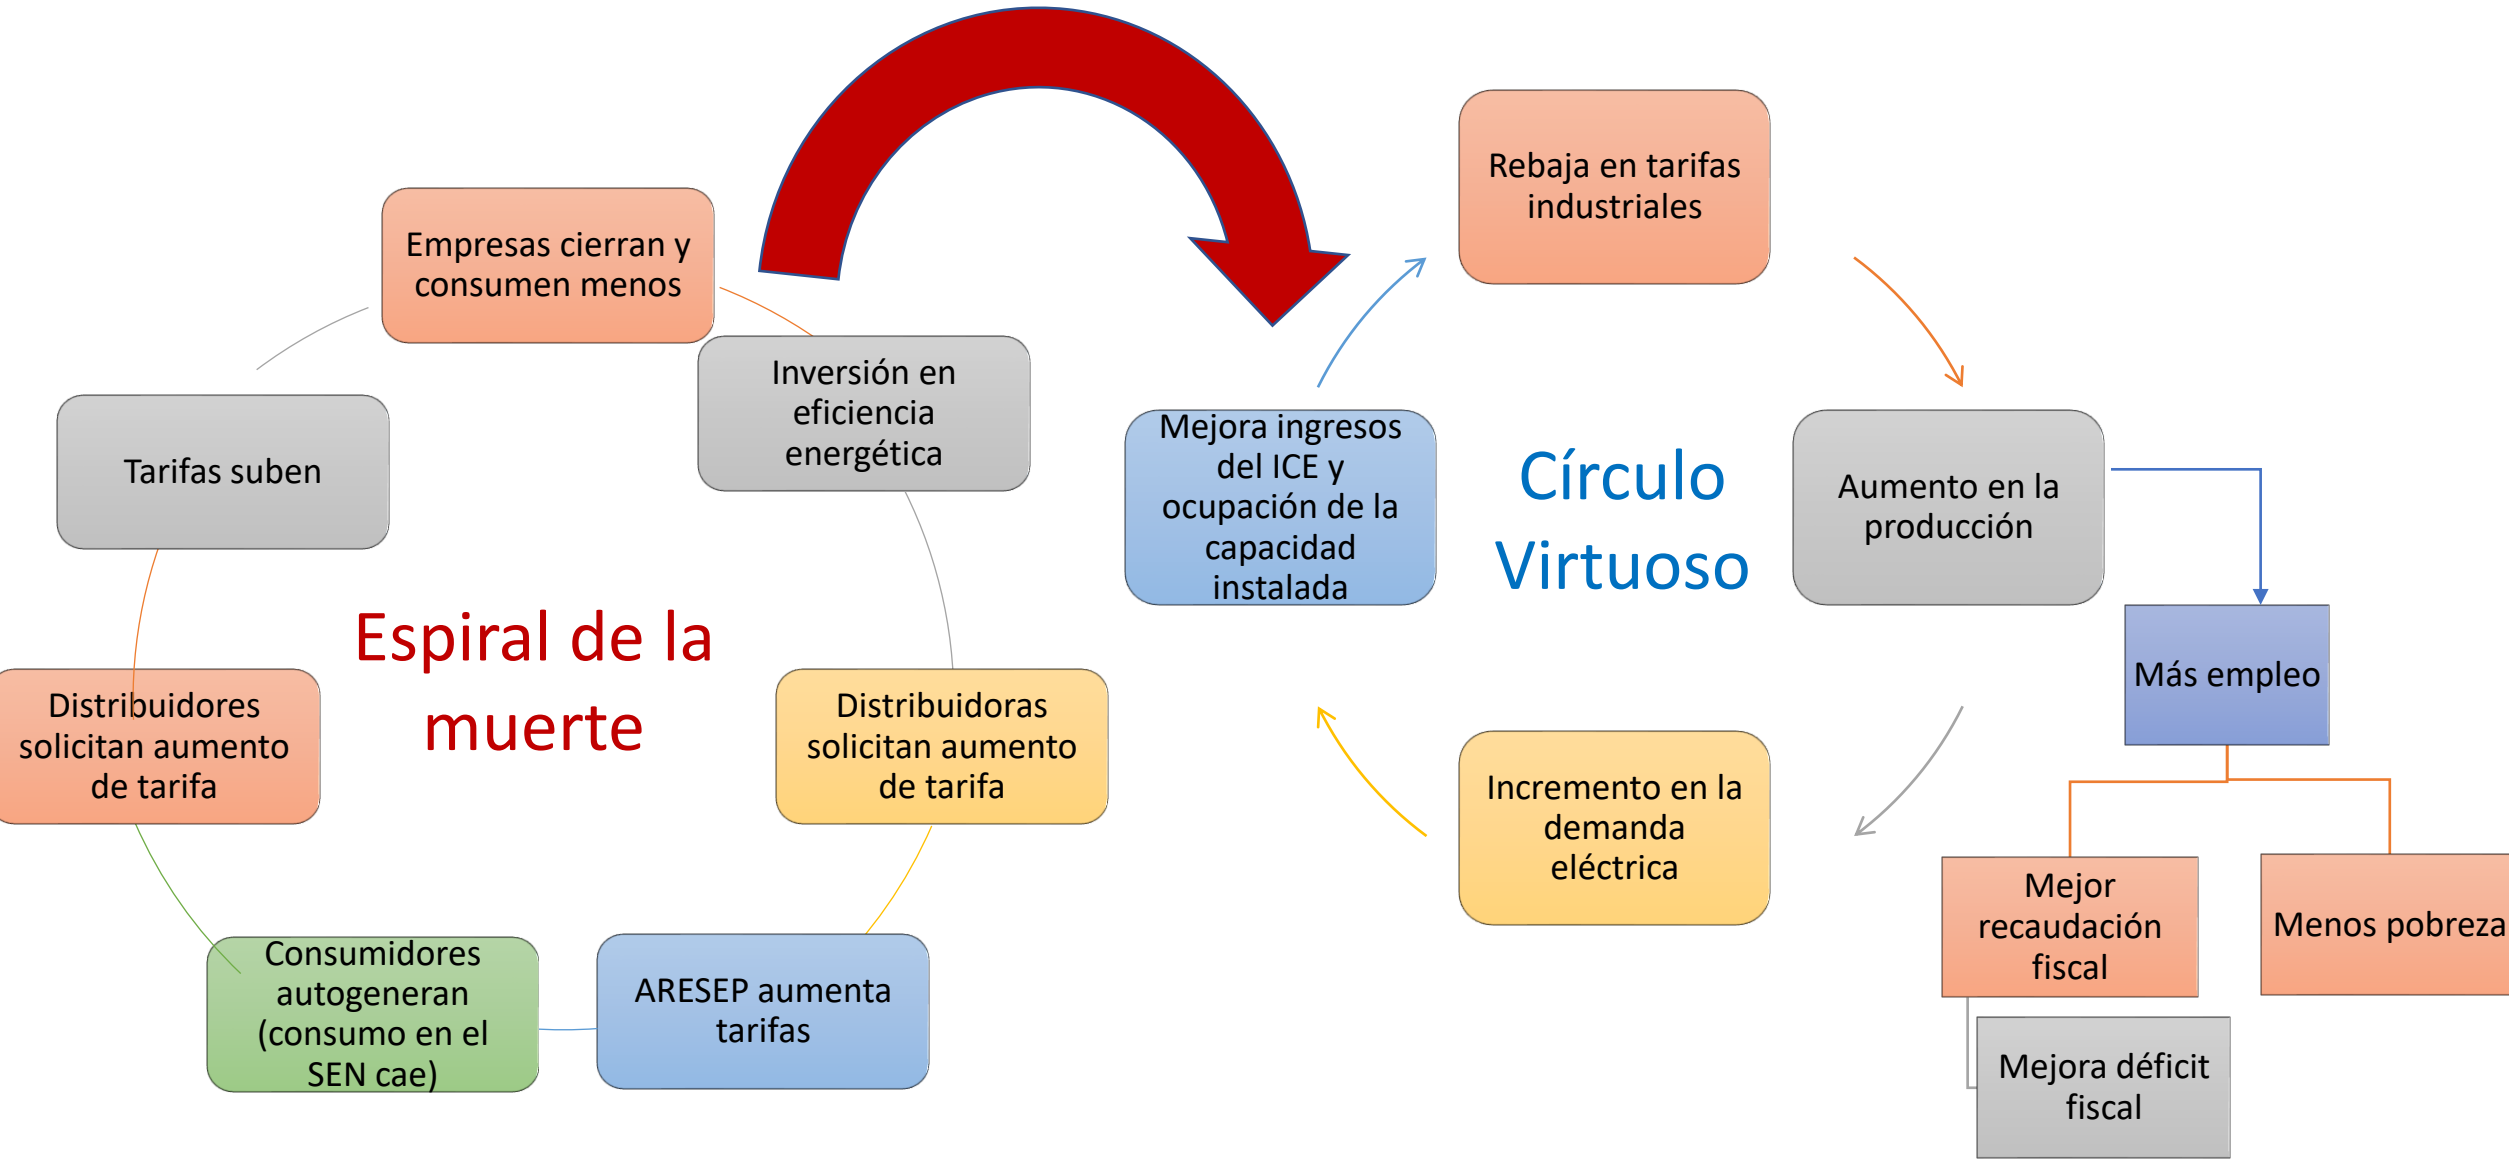 Empresas cierran y
consumen menos
Inversión en
eficiencia
energética
Distribuidoras
solicitan aumento
de tarifa
ARESEP aumenta
tarifas
Consumidores
autogeneran
(consumo en el
SEN cae)
Distribuidores
solicitan aumento
de tarifa
Tarifas suben
Espiral de la
muerte
Rebaja en tarifas
industriales
Aumento en la
producción
Incremento en la
demanda
eléctrica
Mejora ingresos
del ICE y
ocupación de la
capacidad
instalada
Círculo
Virtuoso
Más empleo
Mejor
recaudación
fiscal
Menos pobreza
Mejora déficit
fiscal